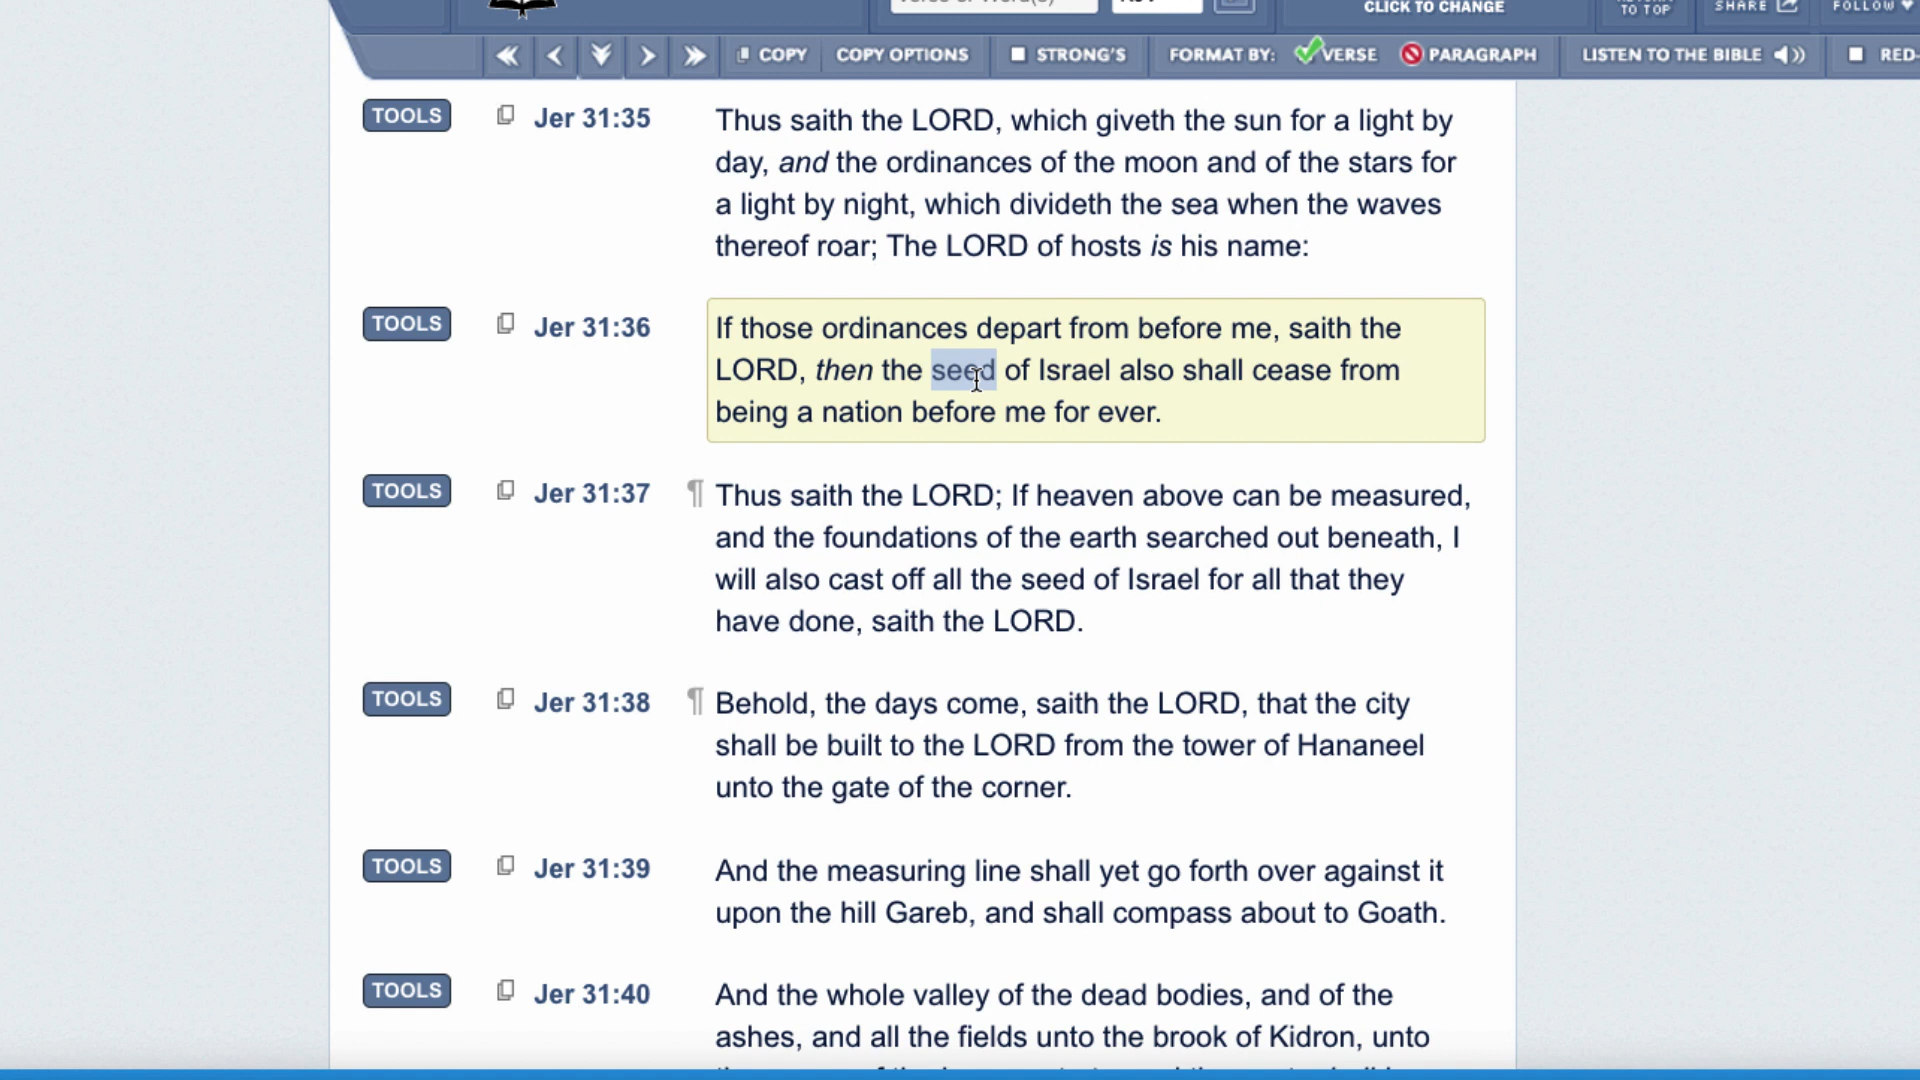 CLICK TO CHANGE
TO TOP
SHARE
FOLLOW
COPY
COPY OPTIONS
STRONG'S
FORMAT BY:
VERSE
PARAGRAPH
LISTEN TO THE BIBLE
RED-
TOOLS
Jer 31:35
Thus saith the LORD, which giveth the sun for a light by
day, and the ordinances of the moon and of the stars for
a light by night, which divideth the sea when the waves
thereof roar; The LORD of hosts is his name:
TOOLS
Jer 31:36
If those ordinances depart from before me, saith the
LORD, then the seed of Israel also shall cease from
being a nation before me for ever.
TOOLS
Jer 31:37
¶ Thus saith the LORD; If heaven above can be measured,
and the foundations of the earth searched out beneath, I
will also cast off all the seed of Israel for all that they
have done, saith the LORD.
TOOLS
Jer 31:38
¶ Behold, the days come, saith the LORD, that the city
shall be built to the LORD from the tower of Hananeel
unto the gate of the corner.
TOOLS
Jer 31:39
And the measuring line shall yet go forth over against it
upon the hill Gareb, and shall compass about to Goath.
TOOLS
Jer 31:40
And the whole valley of the dead bodies, and of the
ashes, and all the fields unto the brook of Kidron, unto